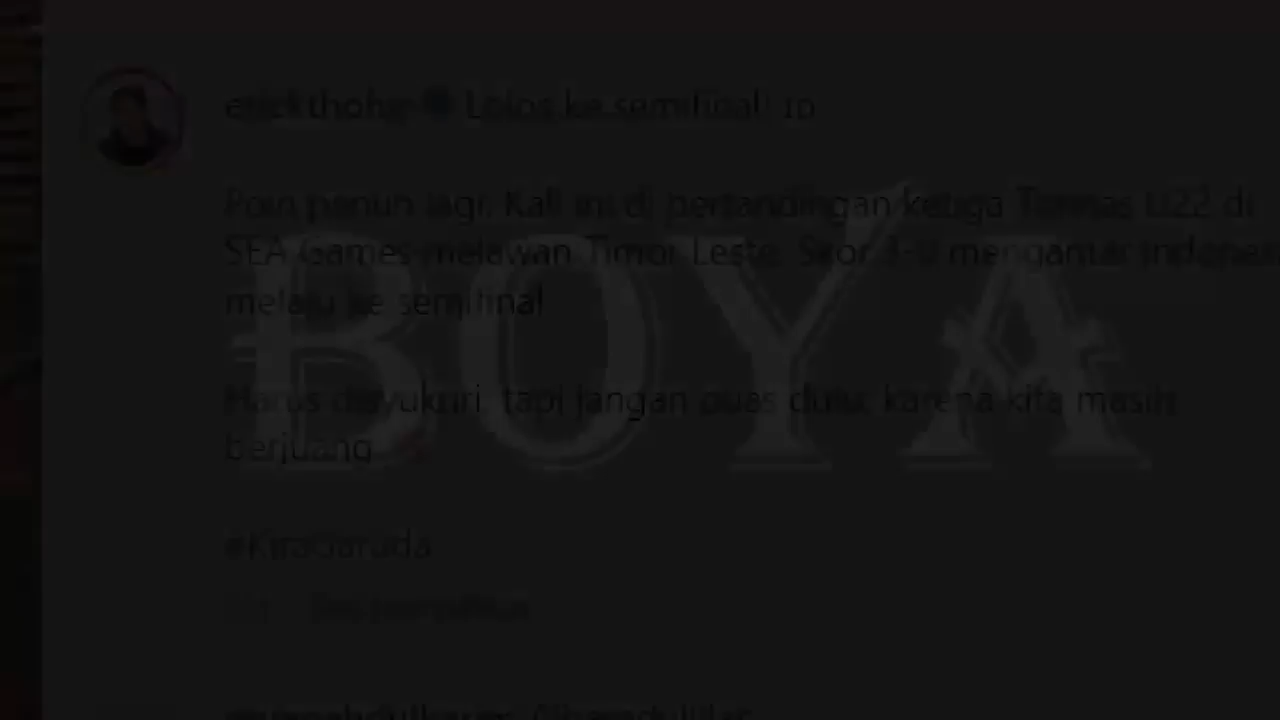 erickthohir Lolos ke semifinal! ID
Poin penuh lagi. Kali ini di pertandingan ketiga Timnas U22 di
SEA Games melawan Timor Leste. Skor 3-0 mengantar
melaju ke semifinal
BOYA
Harus disyukuri, tapi jangan puas dulu, karena kita masih
berjuang
#KitaGaruda